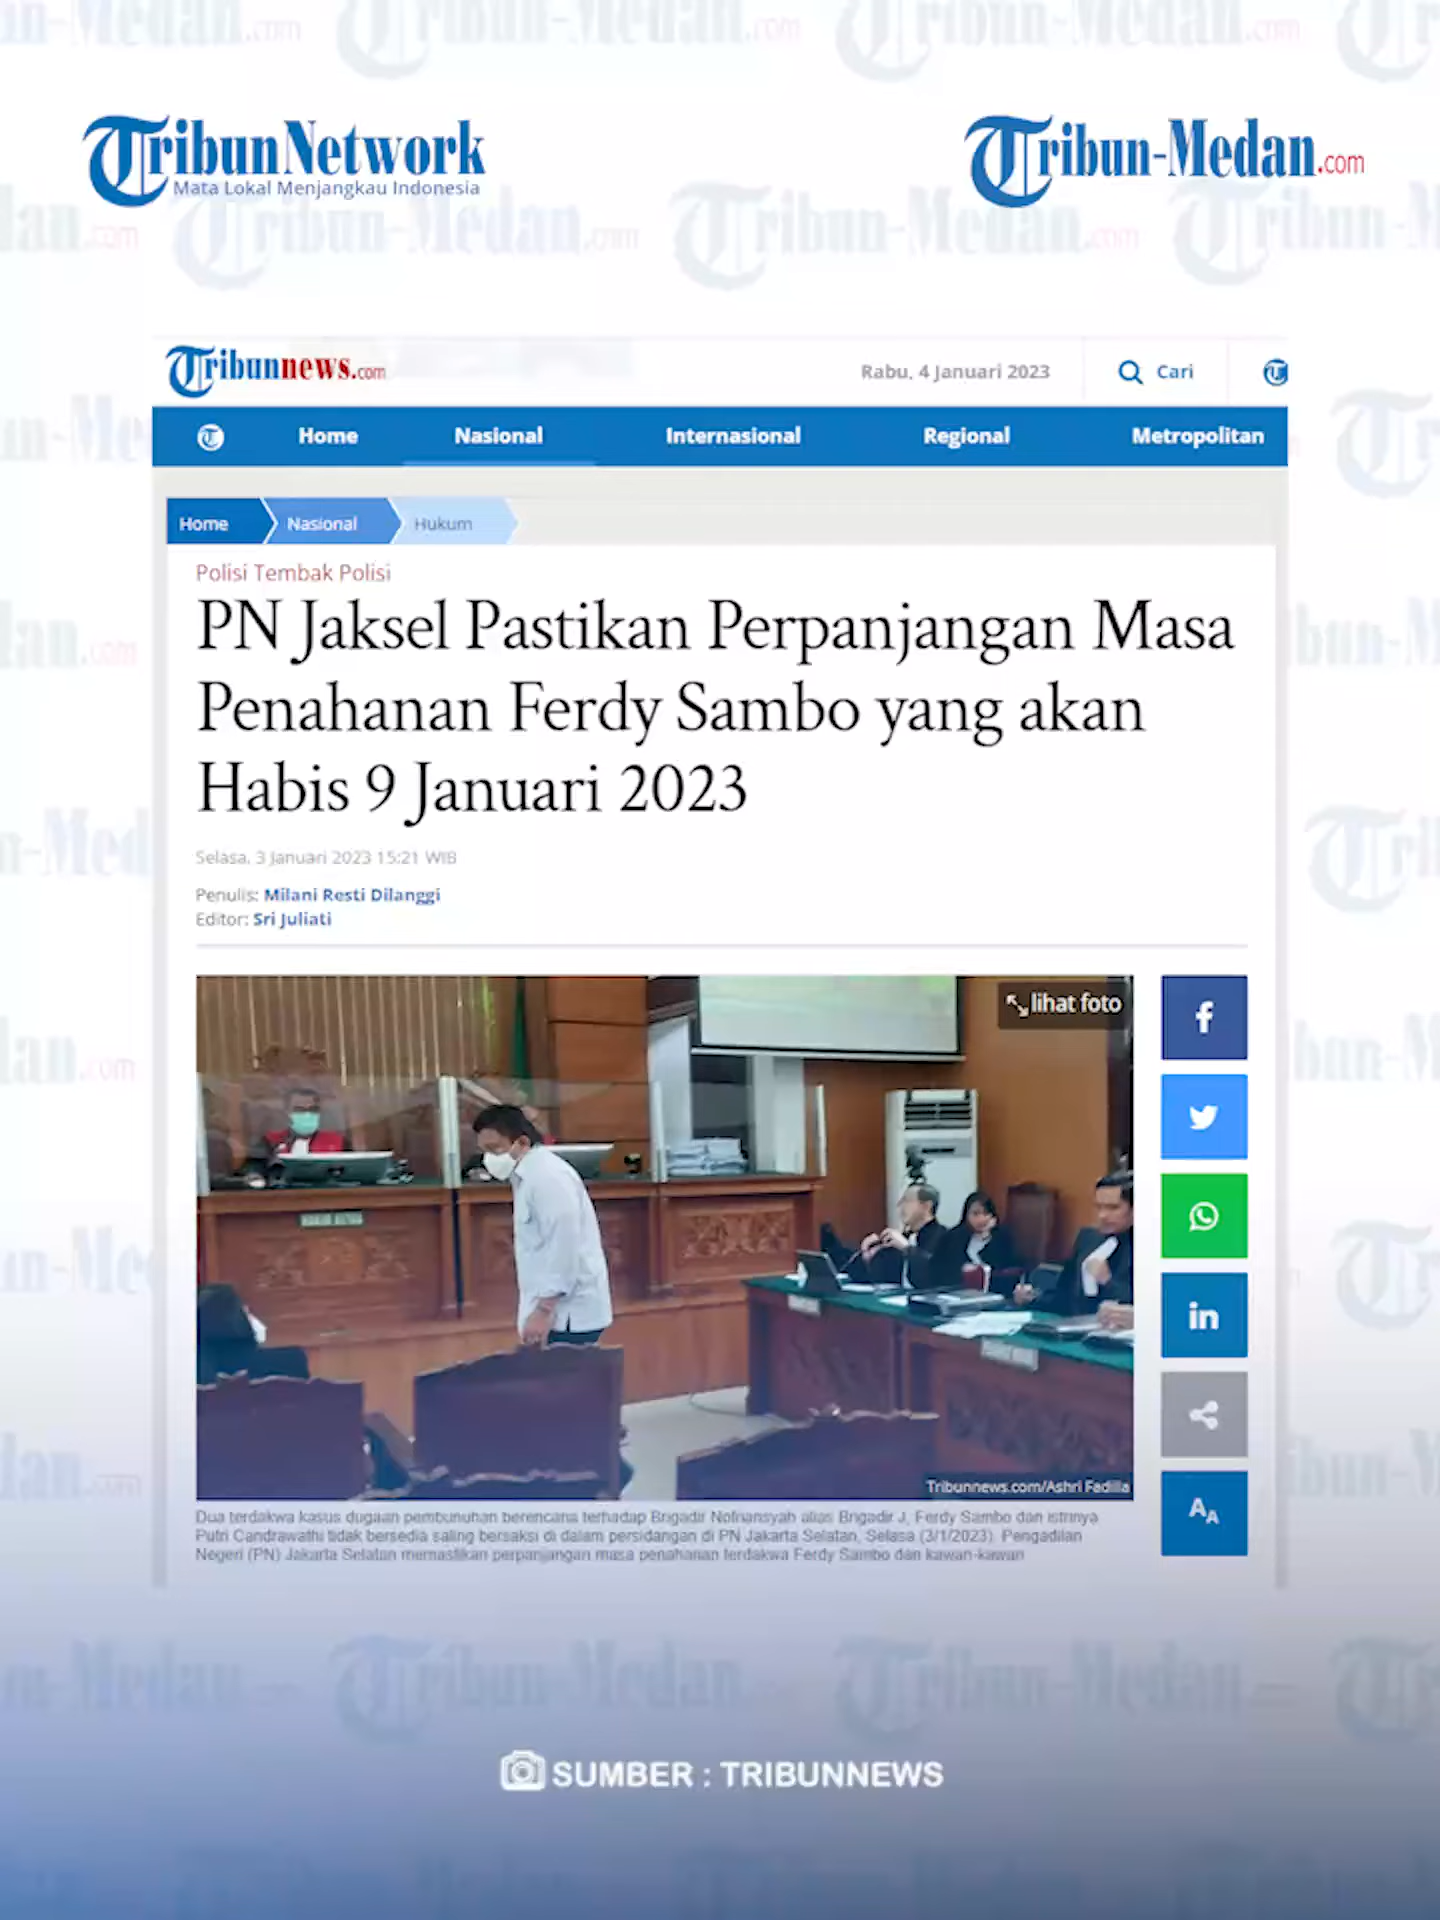 Tribun Network
Mata Lokal Menjangkau Indonesia
Tribun-Medan.com
Tribunnews.com
Rabu, 4 Januari 2023
Cari
Home
Nasional
Internasional
Regional
Metropolitan
Home
Nasional
Hukum
Polisi Tembak Polisi
PN Jaksel Pastikan Perpanjangan Masa
Penahanan Ferdy Sambo yang akan
Habis 9 Januari 2023
Selasa, 3 Januari 2023 15:21 WIB
Penulis: Milani Resti Dilanggi
Editor: Sri Juliati
lihat foto
Tribunnews.com/Ashri Fadilla
Dua terdakwa kasus dugaan pembunuhan berencana terhadap Brigadir Nofriansyah alias Brigadir J, Ferdy Sambo dan istrinya
Putri Candrawathi tidak bersedia saling bersaksi di dalam persidangan di PN Jakarta Selatan, Selasa (3/1/2023). Pengadilan
Negeri (PN) Jakarta Selatan memastikan perpanjangan masa penahanan terdakwa Ferdy Sambo dan kawan-kawan
SUMBER : TRIBUNNEWS